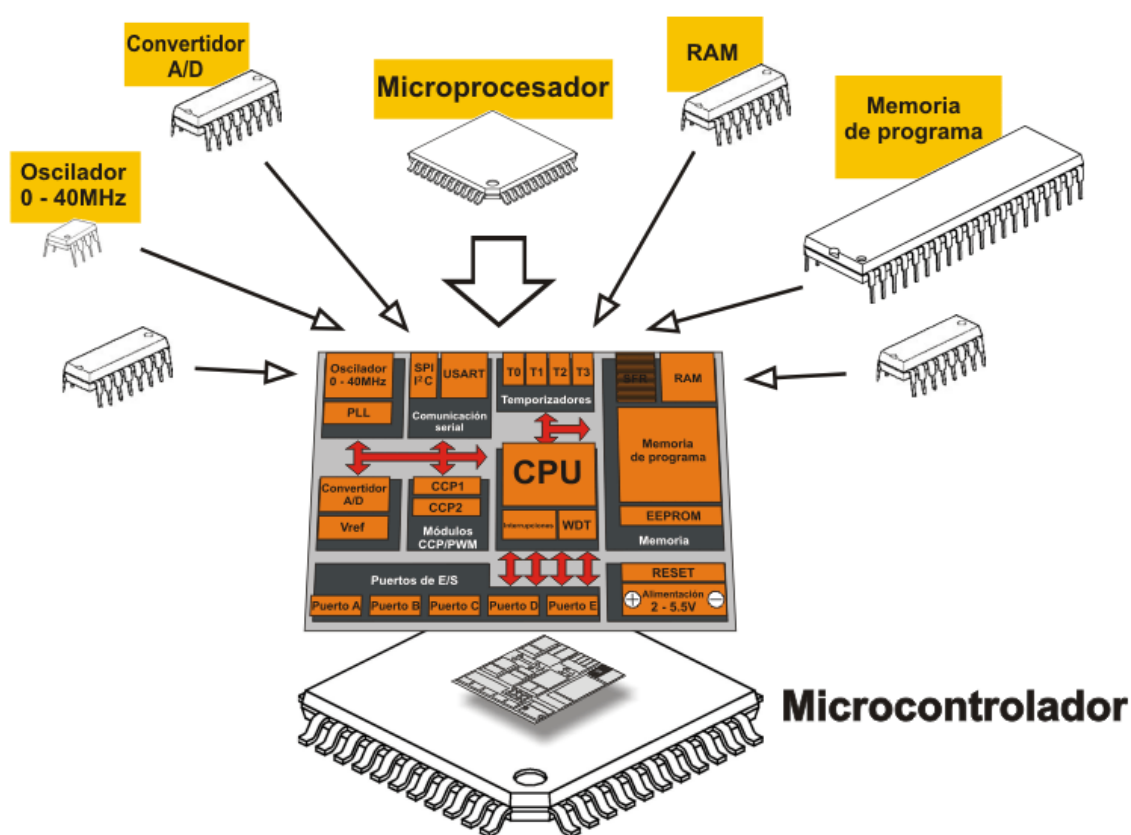 Convertidor
A/D
Microprocesador
RAM
Memoria
de programa
Oscilador
0 - 40MHz
Oscilador
0 - 40MHz
PLL
SPI
I²C
USART
Comunicación
serial
T0
T1
T2
T3
Temporizadores
SFR
RAM
Memoria
de programa
EEPROM
Memoria
Convertidor
A/D
Vref
CCP1
CCP2
Módulos
CCP/PWM
CPU
Interrupciones
WDT
Puertos de E/S
Puerto A
Puerto B
Puerto C
Puerto D
Puerto E
RESET
Alimentación
2 - 5.5V
+
−
Microcontrolador